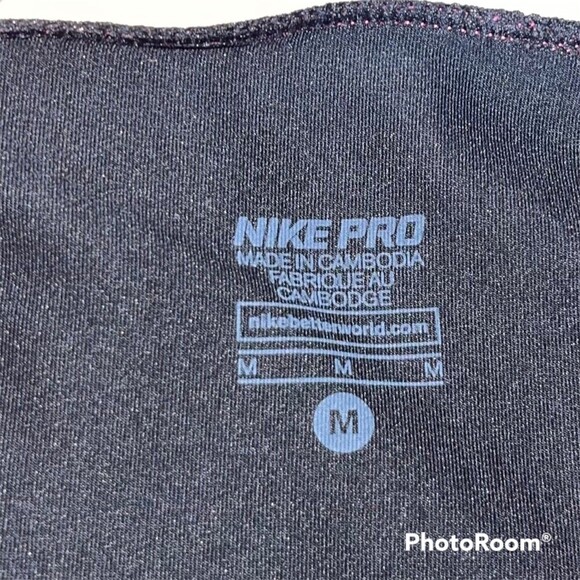 NIKE PRO
MADE IN CAMBODIA
FABRIQUE AU
CAMBODGE
nikebetterworld.com
M M M
M
PhotoRoom®